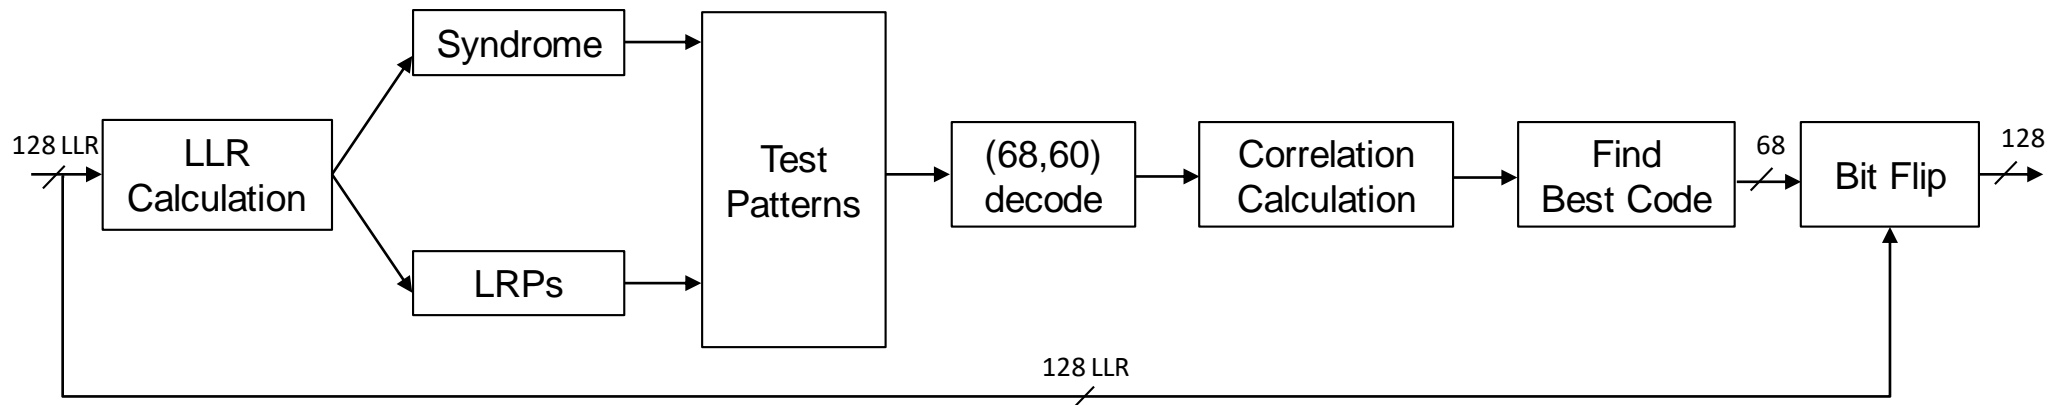 128 LLR
LLR
Calculation
Syndrome
LRPs
Test
Patterns
(68,60)
decode
Correlation
Calculation
Find
Best Code
68
Bit Flip
128
128 LLR